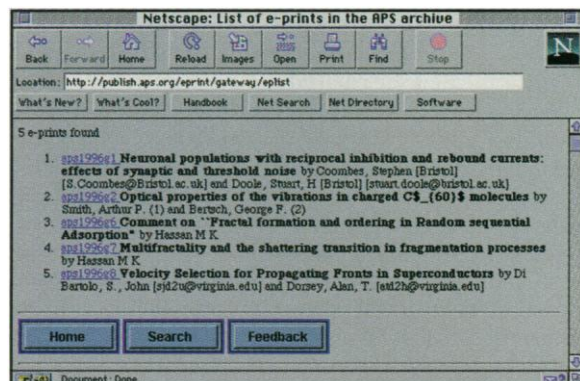 Netscape: List of e-prints in the APS archive
Back Forward Home Reload Images Open Print Find Stop
N
Location: http://publish.aps.org/eprint/gateway/eplist
What's New? What's Cool? Handbook Net Search Net Directory Software
5 e-prints found
1. aps1996g1 Neuronal populations with reciprocal inhibition and rebound currents:
effects of synaptic and threshold noise by Coombes, Stephen [Bristol]
[S.Coombes@Bristol.ac.uk] and Doole, Stuart, H [Bristol] [stuart.doole@bristol.ac.uk]
2. aps1996g2 Optical properties of the vibrations in charged C$_{60}$ molecules by
Smith, Arthur P. (1) and Bertsch, George F. (2)
3. aps1996g6 Comment on ``Fractal formation and ordering in Random sequential
Adsorption" by Hassan M K
4. aps1996g7 Multifractality and the shattering transition in fragmentation processes
by Hassan M K
5. aps1996g8 Velocity Selection for Propagating Fronts in Superconductors by Di
Bartolo, S., John [sjd2u@virginia.edu] and Dorsey, Alan, T. [atd2h@virginia.edu]
Home Search Feedback
Document: Done